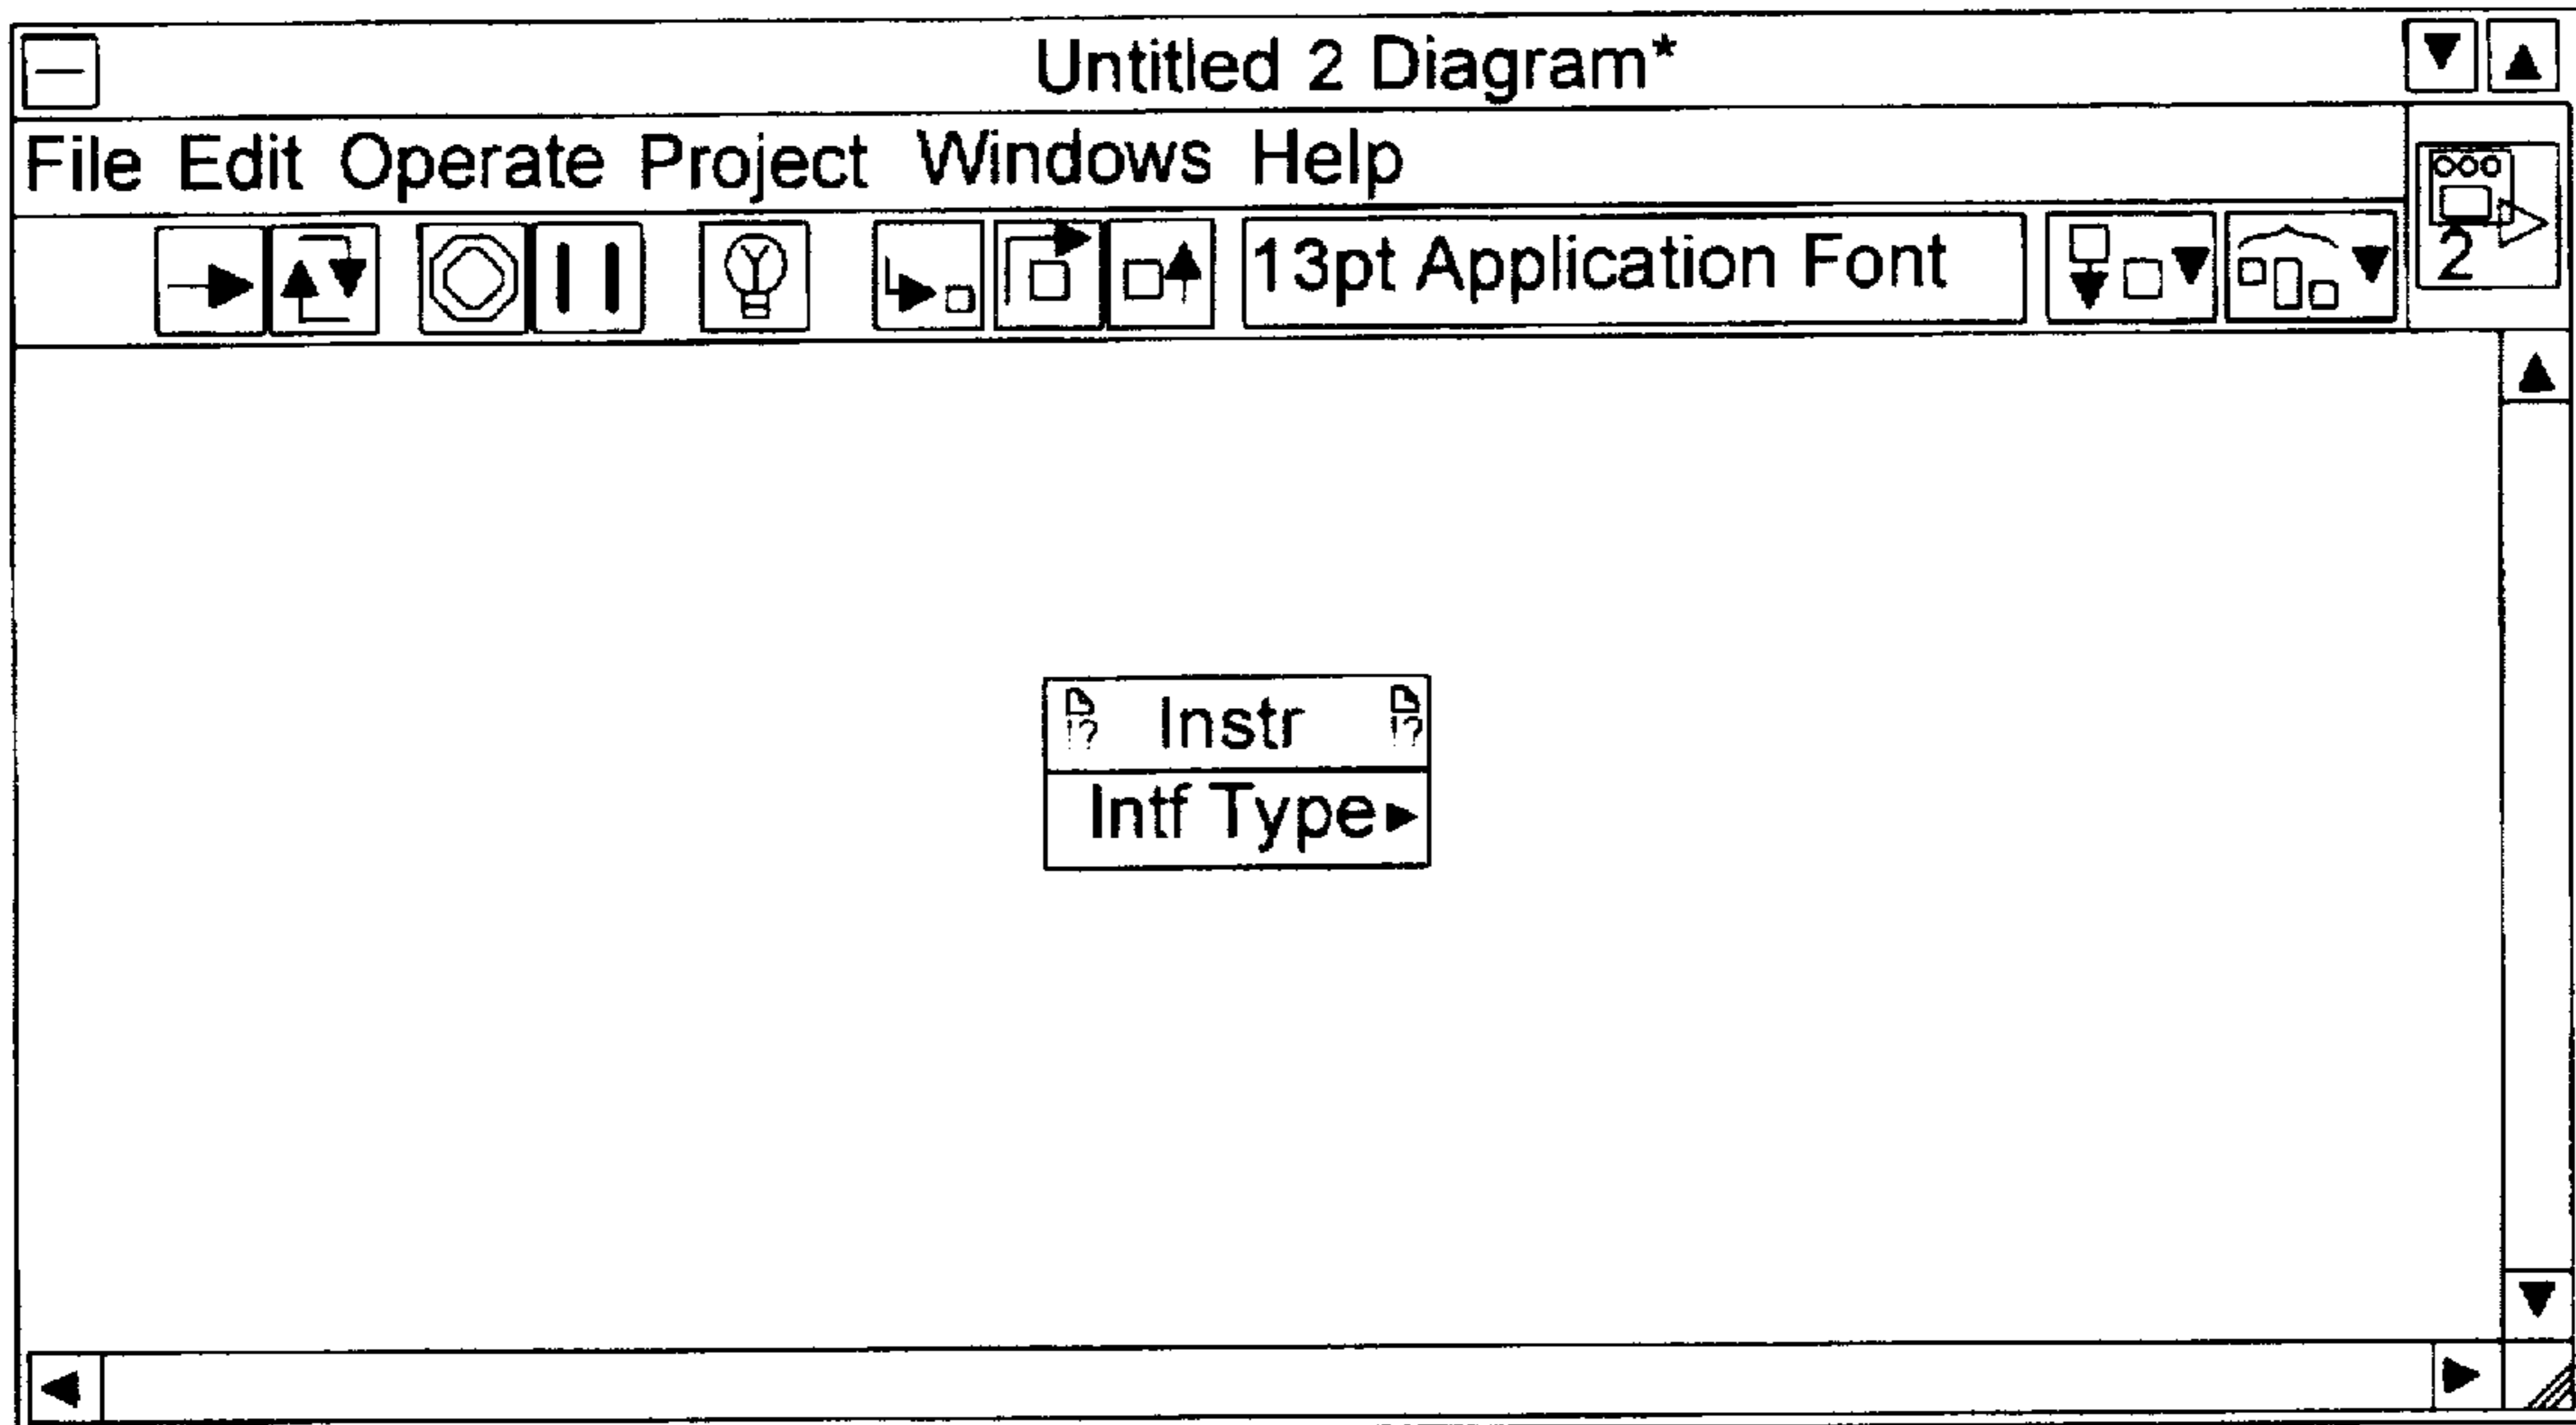 Untitled 2 Diagram*
File Edit Operate Project Windows Help
2
13pt Application Font
!? Instr !?
Intf Type